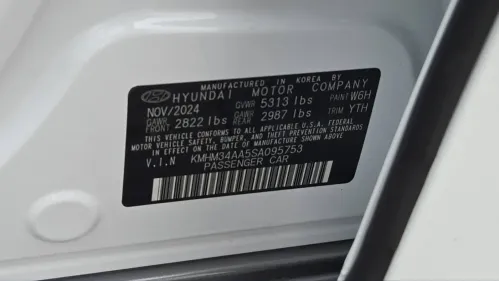 MANUFACTURED IN KOREA BY
HYUNDAI MOTOR COMPANY
NOV/2024 GVWR 5313 lbs PAINT W6H
GAWR FRONT 2822 lbs GAWR REAR 2987 lbs TRIM YTH
THIS VEHICLE CONFORMS TO ALL APPLICABLE U.S.A. FEDERAL
MOTOR VEHICLE SAFETY, BUMPER, AND THEFT PREVENTION STANDARDS
IN EFFECT ON THE DATE OF MANUFACTURE SHOWN ABOVE.
V.I.N KMHM34AA5SA095753
PASSENGER CAR